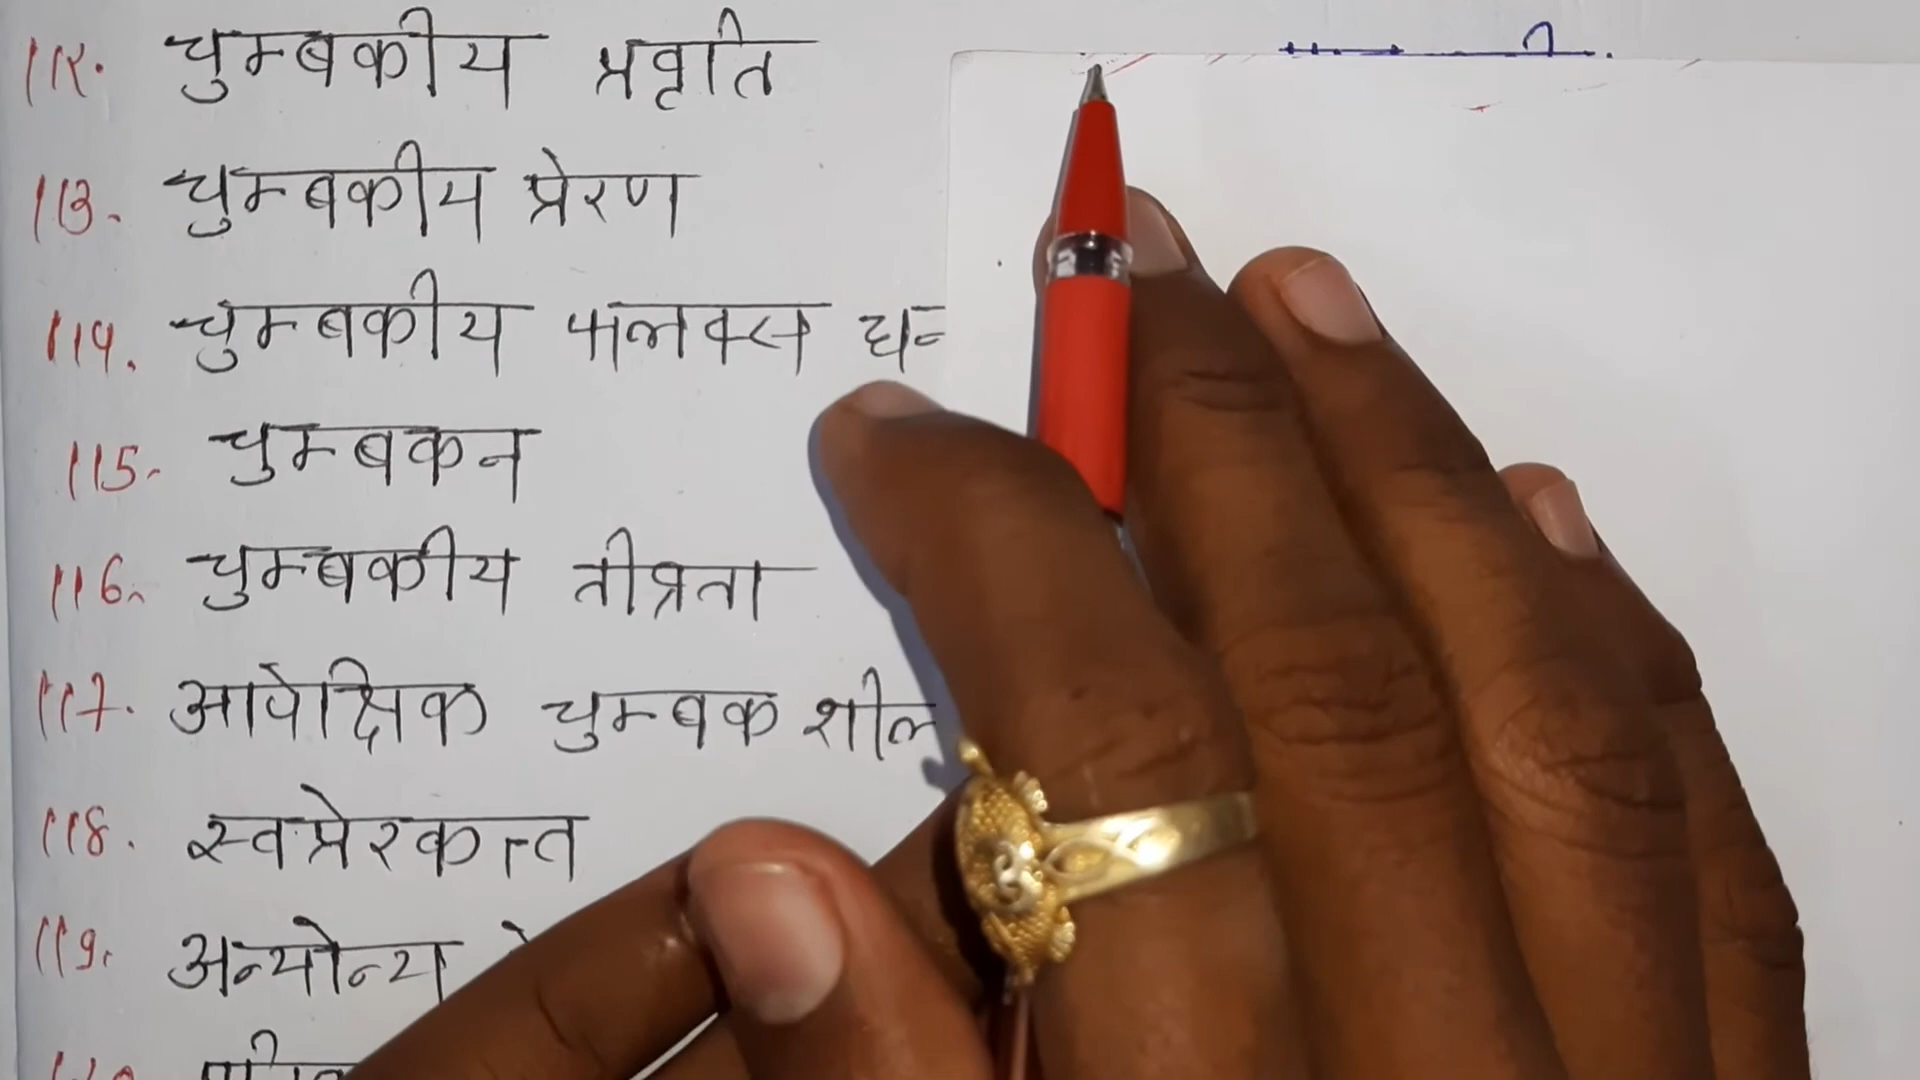 112. चुम्बकीय प्रवृति
113. चुम्बकीय प्रेरण
114. चुम्बकीय फ्लक्स घन
115. चुम्बकन
116. चुम्बकीय तीव्रता
117. आपेक्षिक चुम्बक शील
118. स्वप्रेरकत्त्व
119. अन्योन्य